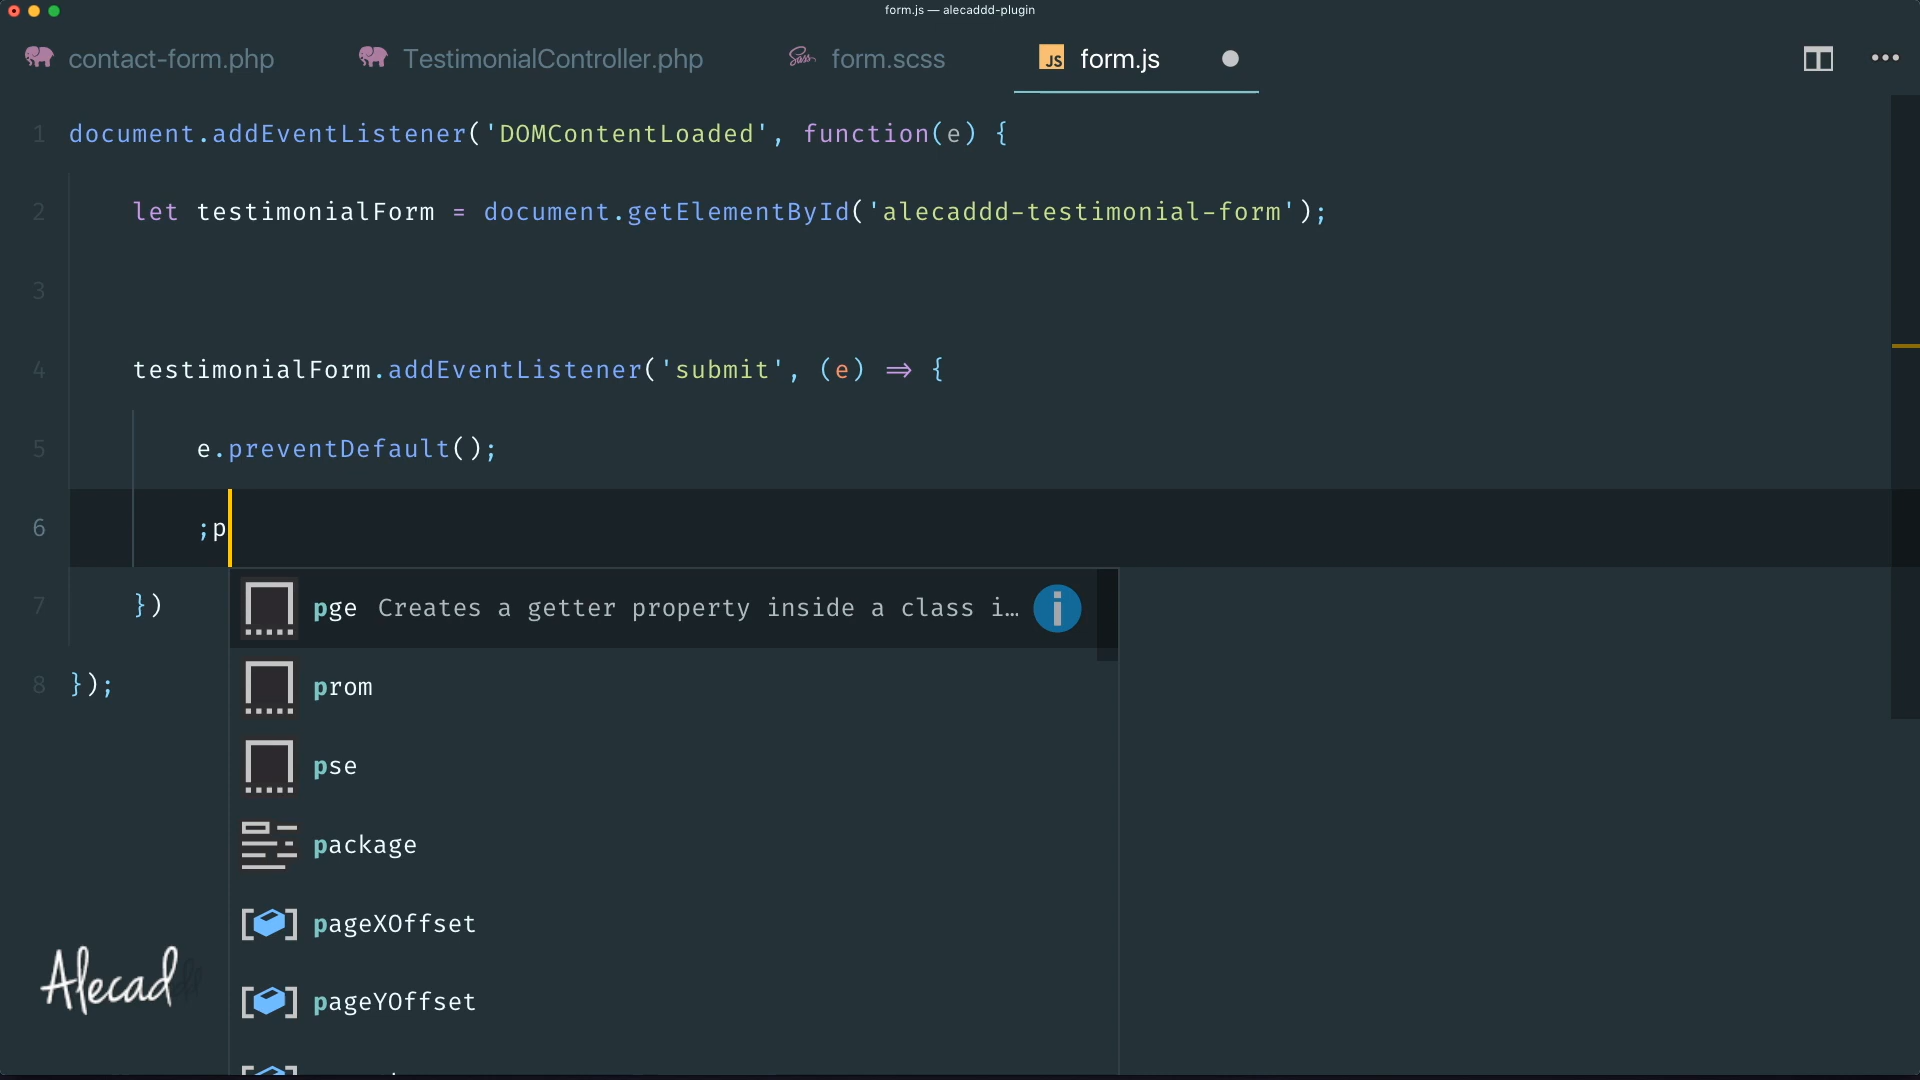 form.js — alecaddd-plugin
contact-form.php TestimonialController.php form.scss JS form.js
1 document.addEventListener('DOMContentLoaded', function(e) {
2 let testimonialForm = document.getElementById('alecaddd-testimonial-form');
3
4 testimonialForm.addEventListener('submit', (e) => {
5 e.preventDefault();
6 ;p
7 })
8 });
pge Creates a getter property inside a class i…
prom
pse
package
pageXOffset
pageYOffset
Alecad